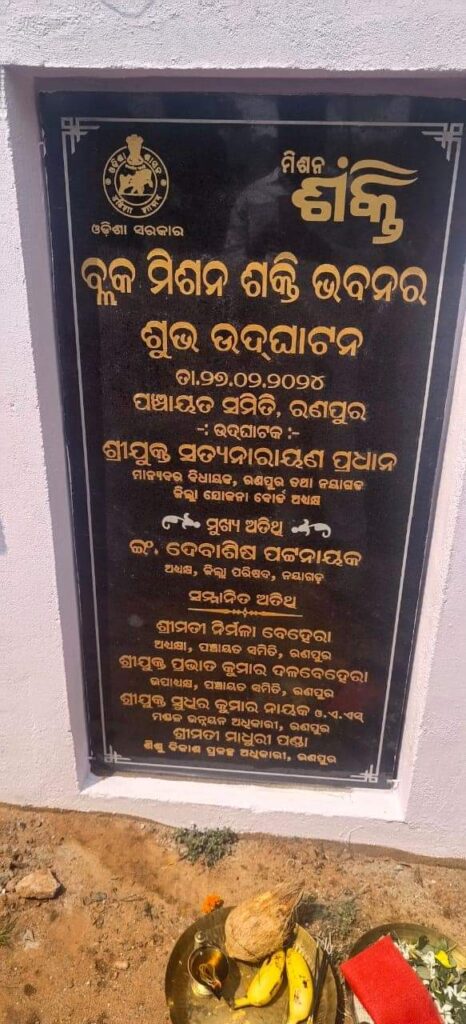 ଓଡ଼ିଶା ସରକାର
ମିଶନ
ଶକ୍ତି
ବ୍ଲକ ମିଶନ ଶକ୍ତି ଭବନର
ଶୁଭ ଉଦ୍‌ଘାଟନ
ତା.୨୭.୦୨.୨୦୨୪
ପଞ୍ଚାୟତ ସମିତି, ରଣପୁର
-: ଉଦ୍‌ଘାଟକ :-
ଶ୍ରୀଯୁକ୍ତ ସତ୍ୟନାରାୟଣ ପ୍ରଧାନ
ମାନ୍ୟବର ବିଧାୟକ, ରଣପୁର ତଥା ନୟାଗଡ
ଜିଲ୍ଲା ଯୋଜନା ବୋର୍ଡ ଅଧ୍ୟକ୍ଷ
ମୁଖ୍ୟ ଅତିଥି
ଇଂ. ଦେବାଶିଷ ପଟ୍ଟନାୟକ
ଅଧ୍ୟକ୍ଷ, ଜିଲ୍ଲା ପରିଷଦ, ନୟାଗଡ଼
ସମ୍ମାନିତ ଅତିଥି
ଶ୍ରୀମତୀ ନିର୍ମଳା ବେହେରା
ଅଧ୍ୟକ୍ଷା, ପଞ୍ଚାୟତ ସମିତି, ରଣପୁର
ଶ୍ରୀଯୁକ୍ତ ପ୍ରଭାତ କୁମାର ଦଳବେହେରା
ଉପାଧ୍ୟକ୍ଷ, ପଞ୍ଚାୟତ ସମିତି, ରଣପୁର
ଶ୍ରୀଯୁକ୍ତ ସୁଧିର କୁମାର ନାୟକ ଓ.ଏ.ଏସ୍
ମଣ୍ଡଳ ଉନ୍ନୟନ ଅଧିକାରୀ, ରଣପୁର
ଶ୍ରୀମତୀ ମାଧୁରୀ ପଣ୍ଡା
ଶିଶୁ ବିକାଶ ପ୍ରକଳ୍ପ ଅଧିକାରୀ, ରଣପୁର